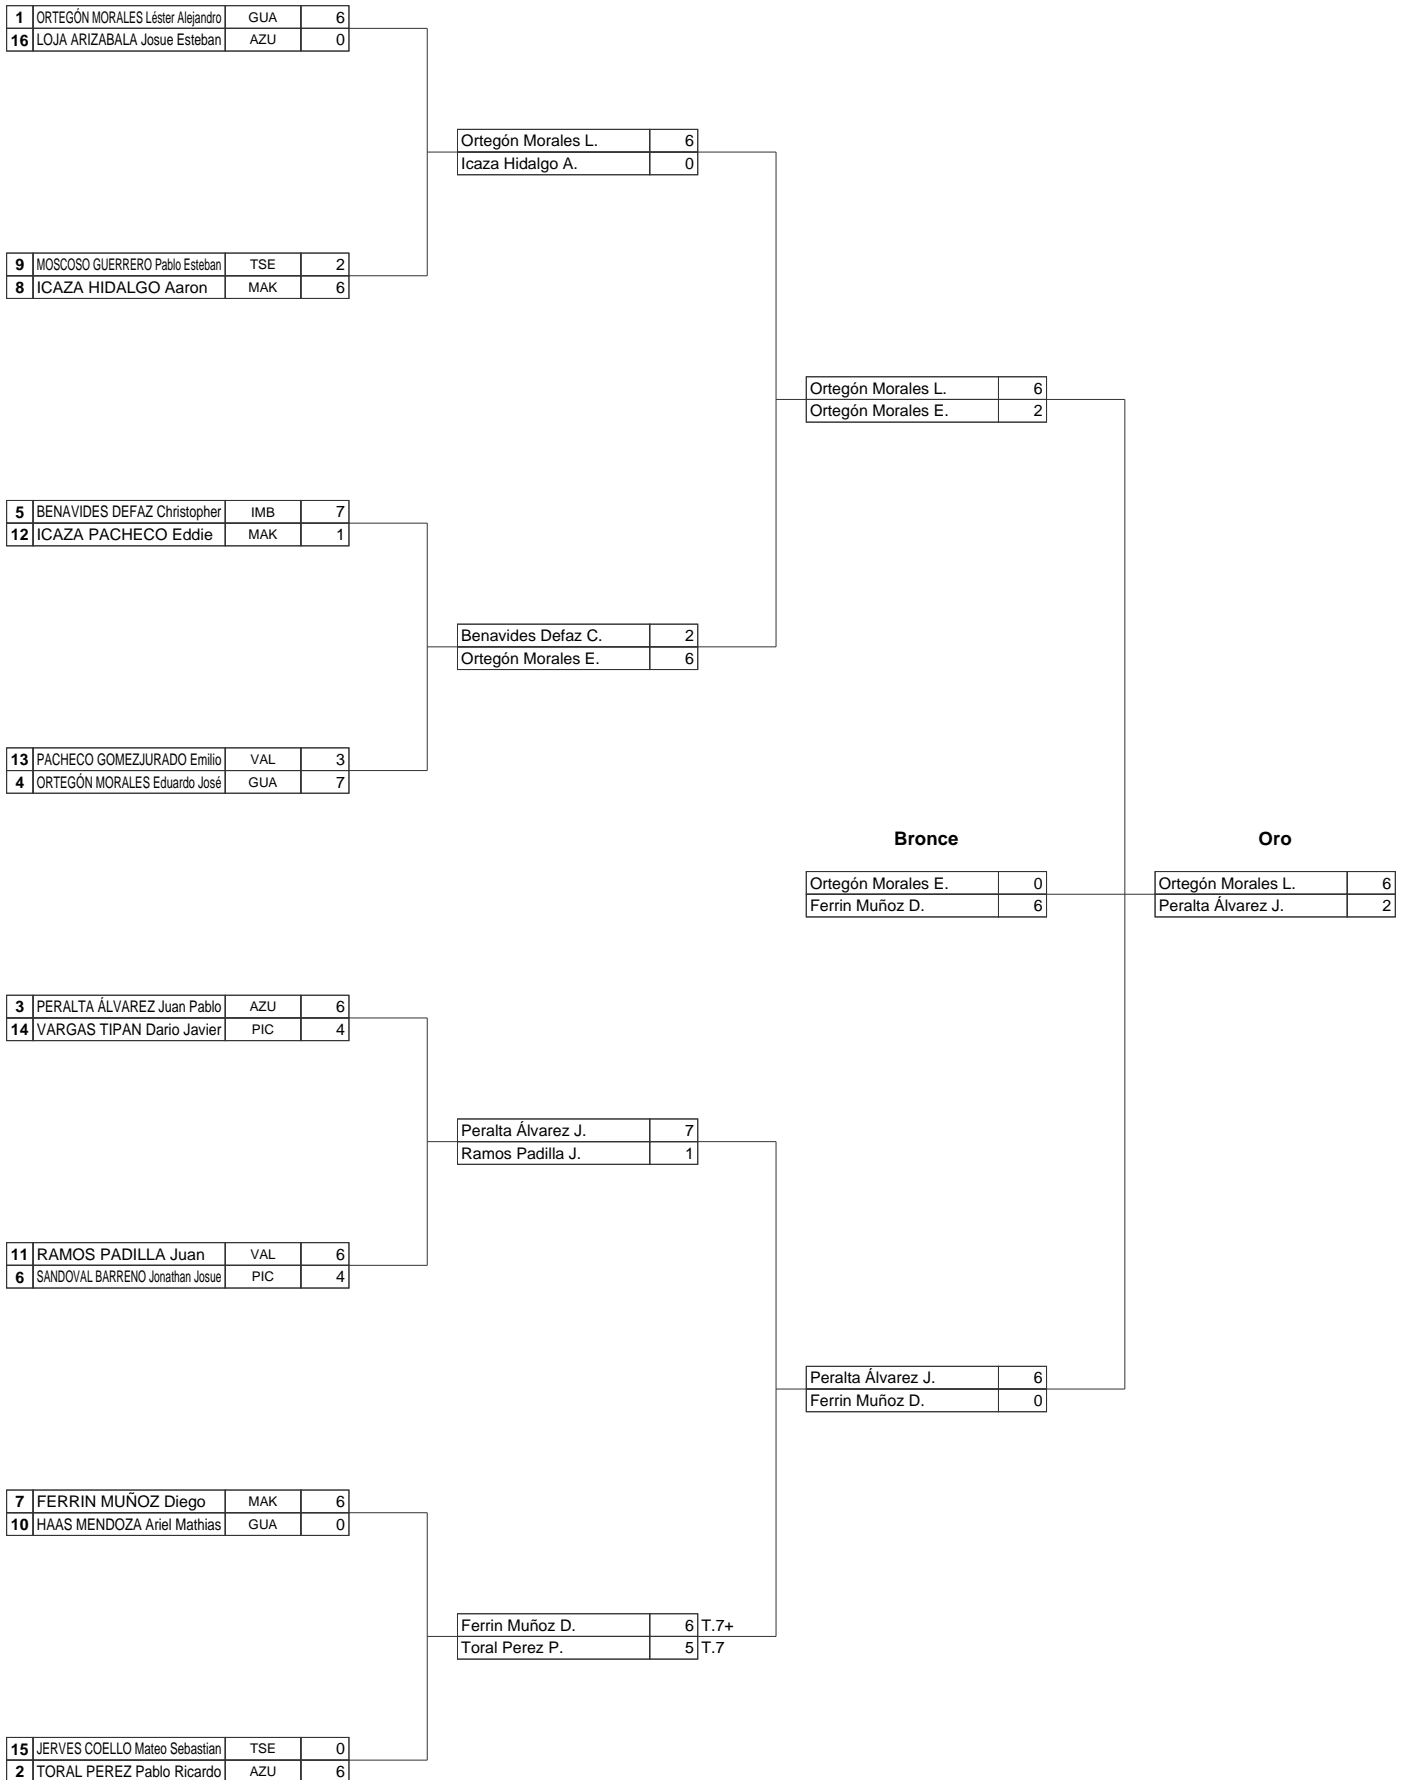 1 ORTEGÓN MORALES Léster Alejandro GUA 6
16 LOJA ARIZABALA Josue Esteban AZU 0
Ortegón Morales L. 6
Icaza Hidalgo A. 0
9 MOSCOSO GUERRERO Pablo Esteban TSE 2
8 ICAZA HIDALGO Aaron MAK 6
Ortegón Morales L. 6
Ortegón Morales E. 2
5 BENAVIDES DEFAZ Christopher IMB 7
12 ICAZA PACHECO Eddie MAK 1
Benavides Defaz C. 2
Ortegón Morales E. 6
13 PACHECO GOMEZJURADO Emilio VAL 3
4 ORTEGÓN MORALES Eduardo José GUA 7
Bronce Oro
Ortegón Morales E. 0 Ortegón Morales L. 6
Ferrin Muñoz D. 6 Peralta Álvarez J. 2
3 PERALTA ÁLVAREZ Juan Pablo AZU 6
14 VARGAS TIPAN Dario Javier PIC 4
Peralta Álvarez J. 7
Ramos Padilla J. 1
11 RAMOS PADILLA Juan VAL 6
6 SANDOVAL BARRENO Jonathan Josue PIC 4
Peralta Álvarez J. 6
Ferrin Muñoz D. 0
7 FERRIN MUÑOZ Diego MAK 6
10 HAAS MENDOZA Ariel Mathias GUA 0
Ferrin Muñoz D. 6 T.7+
Toral Perez P. 5 T.7
15 JERVES COELLO Mateo Sebastian TSE 0
2 TORAL PEREZ Pablo Ricardo AZU 6